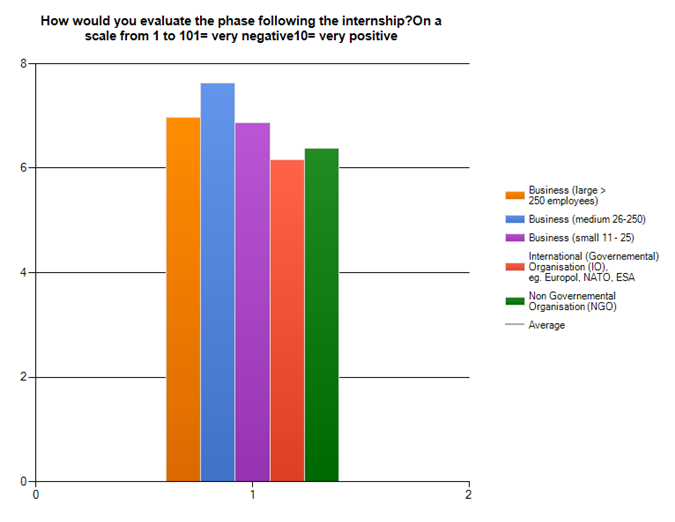 How would you evaluate the phase following the internship?On a
scale from 1 to 101= very negative10= very positive
8
6
4
2
0
0
1
2
Business (large >
250 employees)
Business (medium 26-250)
Business (small 11 - 25)
International (Governemental)
Organisation (IO),
eg. Europol, NATO, ESA
Non Governemental
Organisation (NGO)
Average